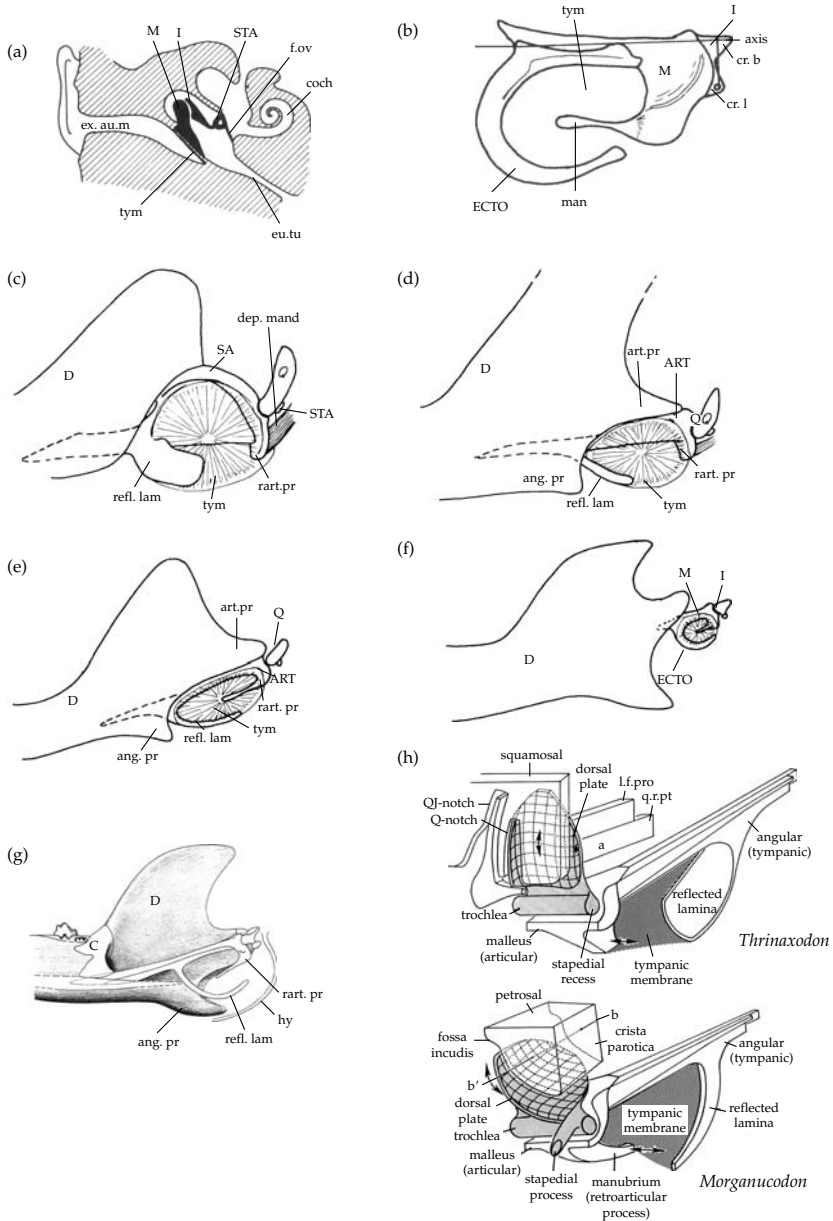 (a)
M
I
STA
f.ov
coch
ex. au.m
tym
eu.tu
(b)
tym
I
axis
M
cr. b
cr. l
ECTO
man
(c)
dep. mand
SA
D
Q
STA
refl. lam
rart.pr
tym
(d)
D
art.pr
ART
Q
ang. pr
rart. pr
refl. lam
tym
(e)
art.pr
Q
D
ART
rart. pr
tym
refl. lam
ang. pr
(f)
M
I
D
ECTO
(g)
D
C
rart. pr
hy
refl. lam
ang. pr
(h)
squamosal
dorsal
plate
l.f.pro
q.r.pt
QJ-notch
Q-notch
a
angular
(tympanic)
reflected
lamina
trochlea
malleus
(articular)
stapedial
recess
tympanic
membrane
Thrinaxodon
petrosal
b
crista
parotica
fossa
incudis
angular
(tympanic)
b'
dorsal
plate
trochlea
tympanic
membrane
reflected
lamina
malleus
(articular)
stapedial
process
manubrium
(retroarticular
process)
Morganucodon